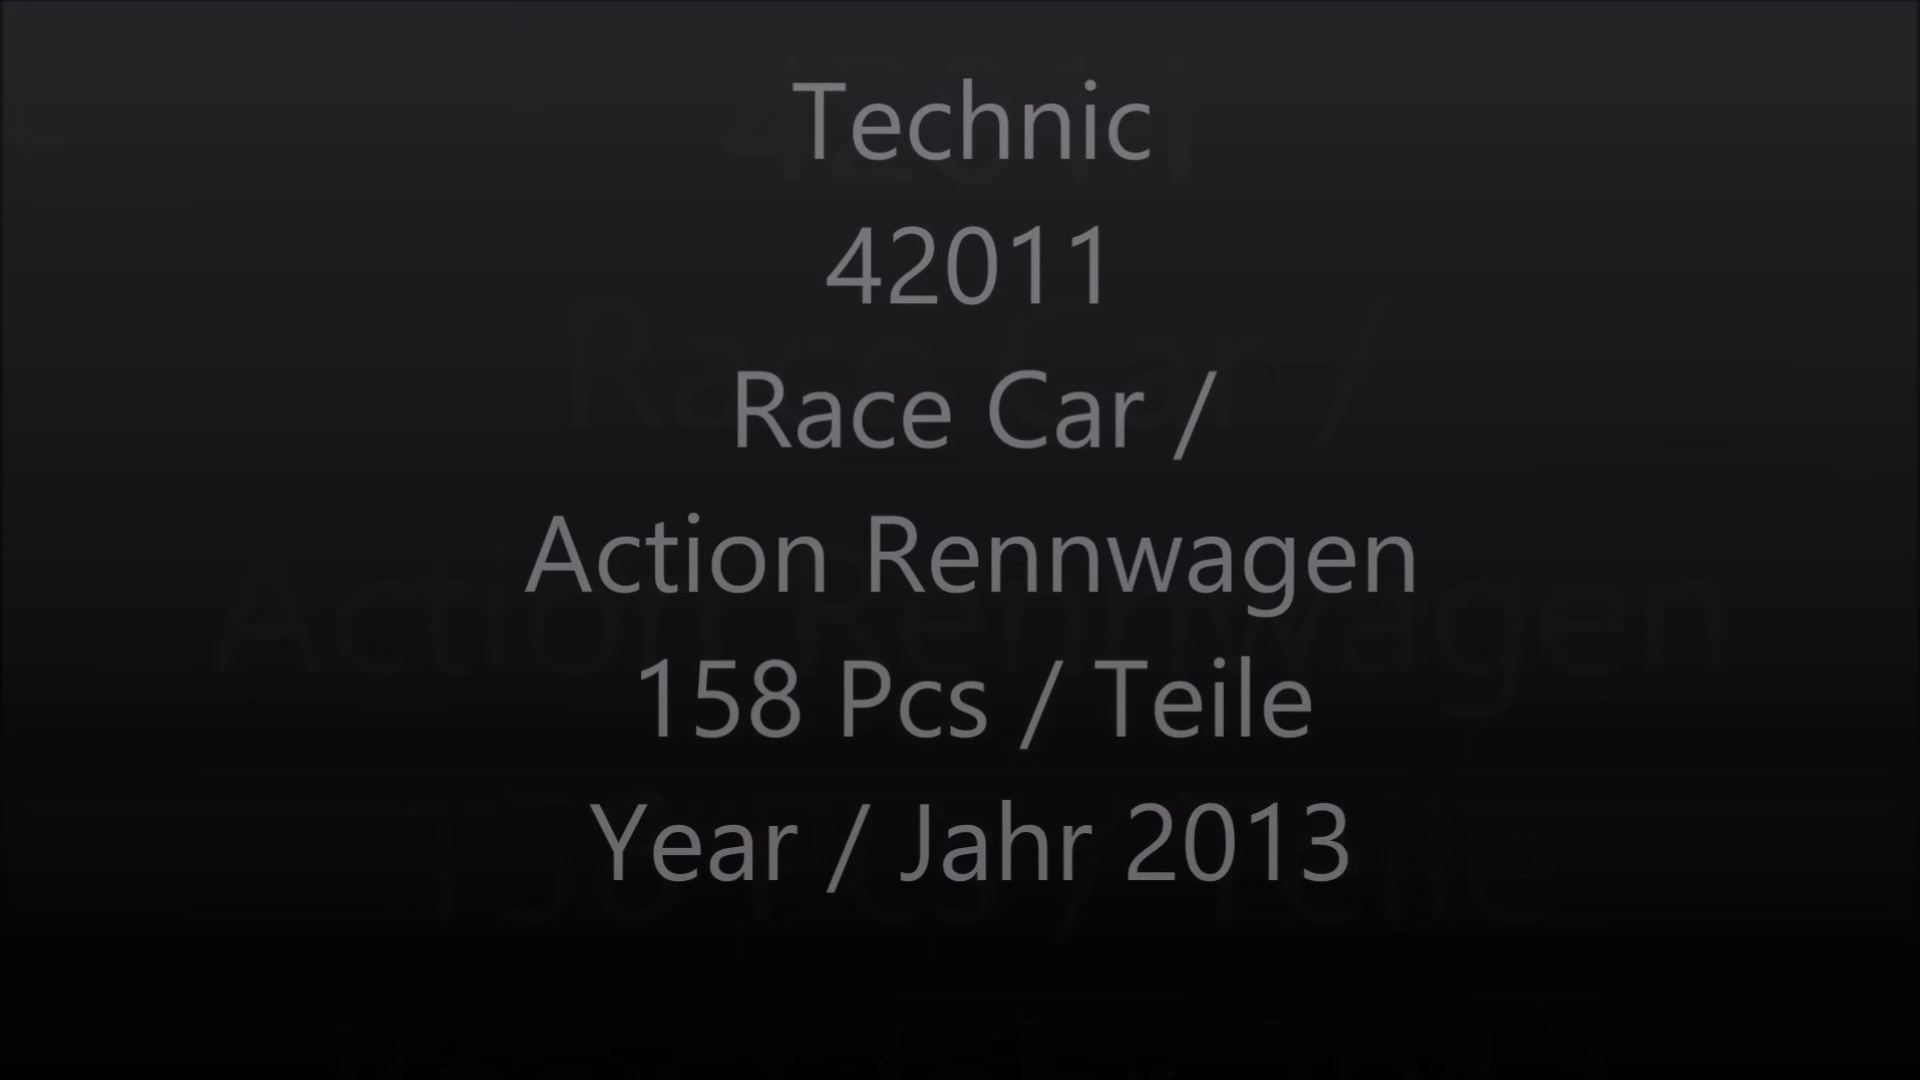 Technic
42011
Race Car /
Action Rennwagen
158 Pcs / Teile
Year / Jahr 2013